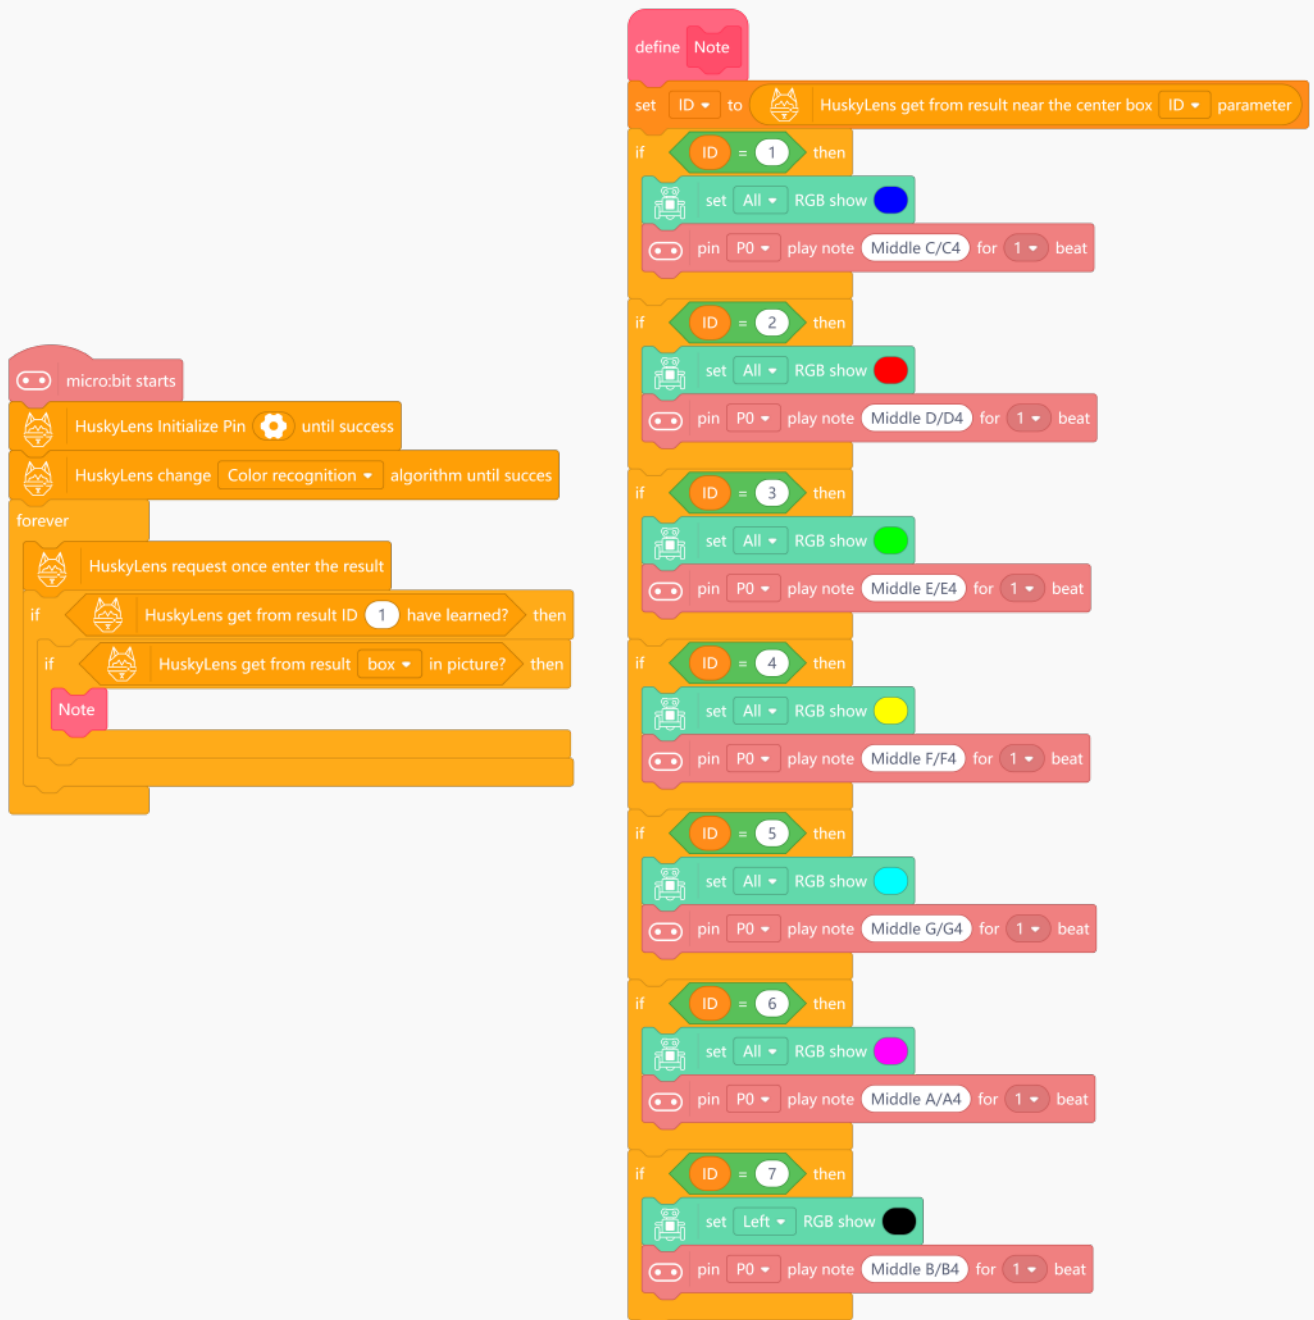 micro:bit starts
HuskyLens Initialize Pin until success
HuskyLens change Color recognition algorithm until succes
forever
HuskyLens request once enter the result
if HuskyLens get from result ID 1 have learned? then
if HuskyLens get from result box in picture? then
Note
define Note
set ID to HuskyLens get from result near the center box ID parameter
if ID = 1 then
set All RGB show
pin P0 play note Middle C/C4 for 1 beat
if ID = 2 then
set All RGB show
pin P0 play note Middle D/D4 for 1 beat
if ID = 3 then
set All RGB show
pin P0 play note Middle E/E4 for 1 beat
if ID = 4 then
set All RGB show
pin P0 play note Middle F/F4 for 1 beat
if ID = 5 then
set All RGB show
pin P0 play note Middle G/G4 for 1 beat
if ID = 6 then
set All RGB show
pin P0 play note Middle A/A4 for 1 beat
if ID = 7 then
set Left RGB show
pin P0 play note Middle B/B4 for 1 beat